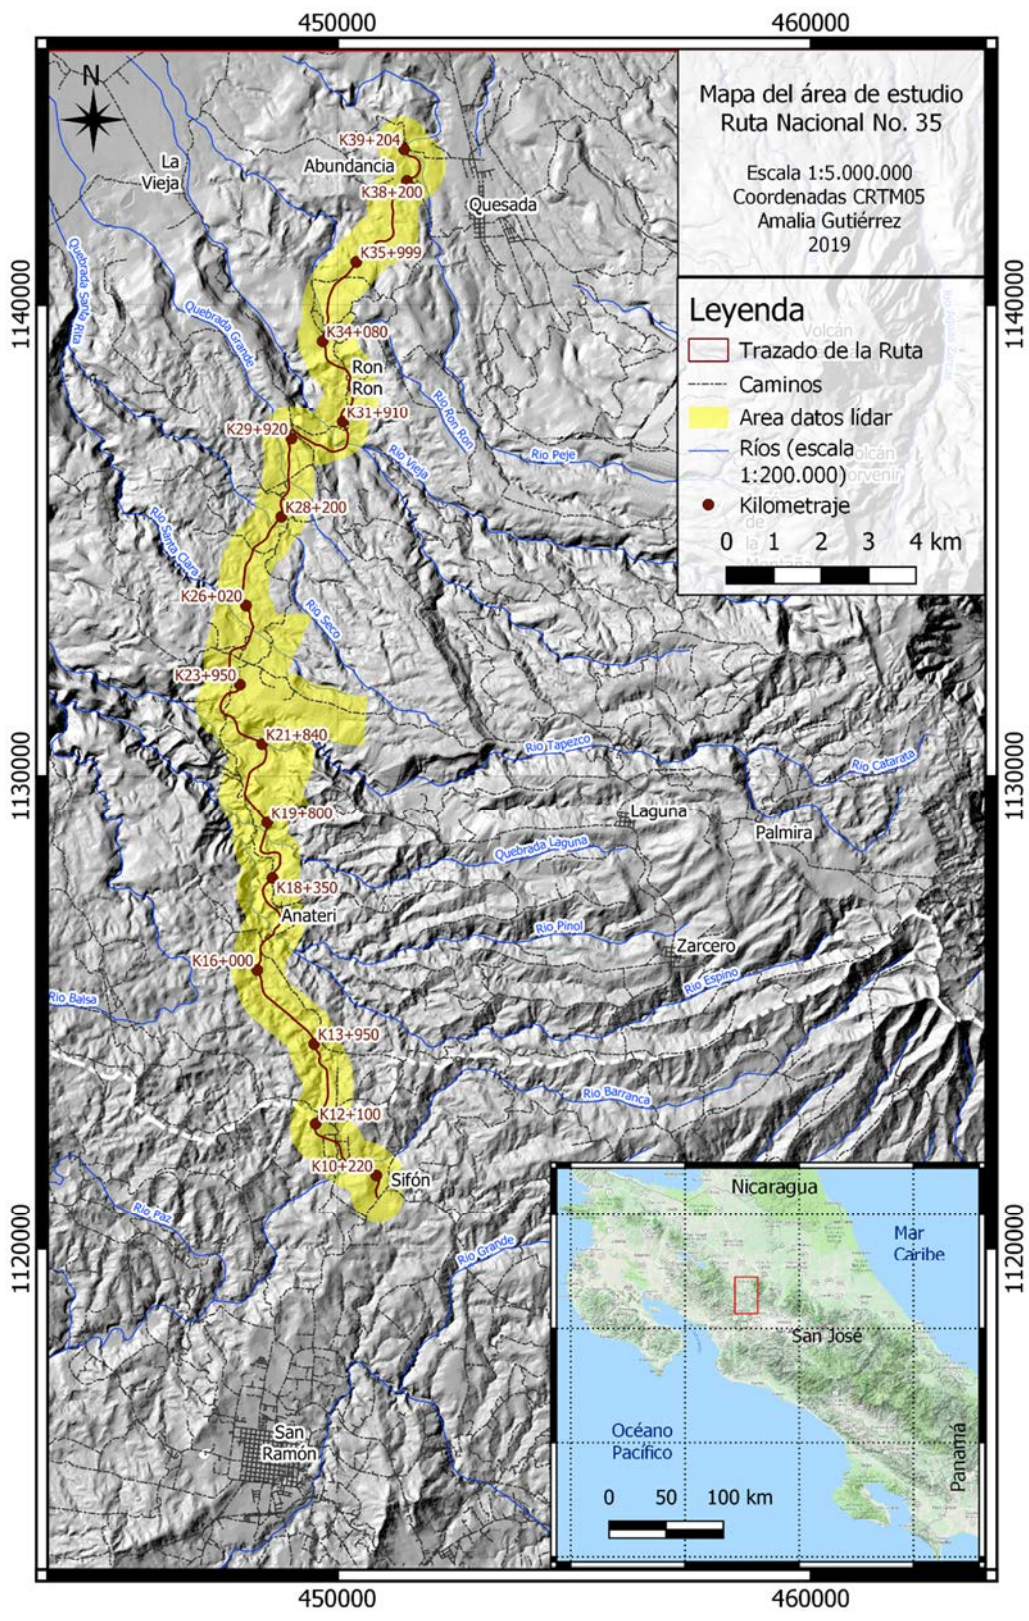 450000
460000
N
Mapa del área de estudio
Ruta Nacional No. 35
Escala 1:5.000.000
Coordenadas CRTM05
Amalia Gutiérrez
2019
Leyenda
Trazado de la Ruta
Caminos
Area datos lídar
Ríos (escala
1:200.000)
Kilometraje
0 1 2 3 4 km
1140000
1130000
1120000
1140000
1130000
1120000
K39+204
Abundancia
K38+200
La
Vieja
Quesada
K35+999
Quebrada Santa Rita
Quebrada Grande
K34+080
Ron
Ron
K31+910
Rio Ron Ron
K29+920
Rio Vieja
Rio Peje
K28+200
Rio Santa Clara
K26+020
Rio Seco
K23+950
K21+840
Rio Tapezco
Rio Catarata
K19+800
Laguna
Palmira
Quebrada Laguna
K18+350
Anateri
Rio Pinol
Zarcero
K16+000
Rio Espino
Rio Balsa
K13+950
Rio Barranca
K12+100
K10+220
Sifón
Rio Paz
Rio Grande
San
Ramón
Nicaragua
Mar
Caribe
San José
Océano
Pacífico
Panamá
0 50 100 km
450000
460000